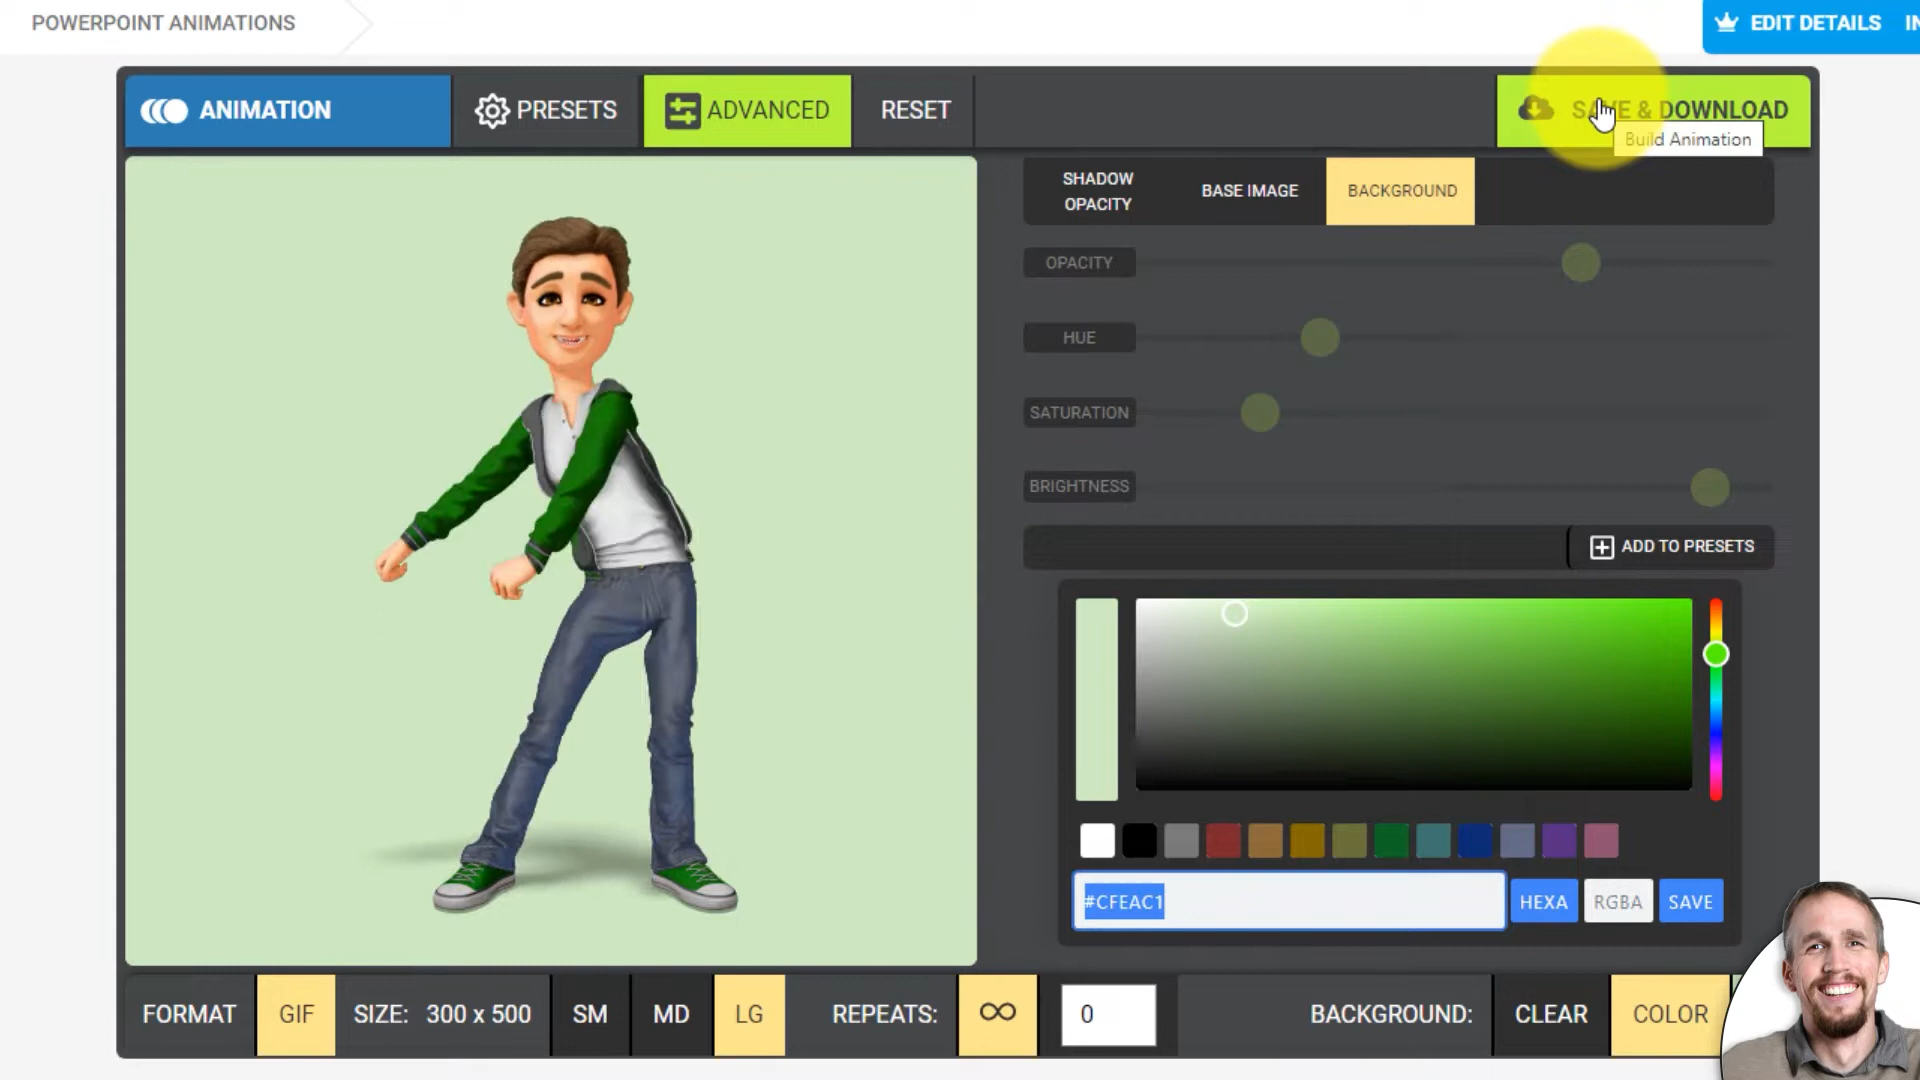 POWERPOINT ANIMATIONS
EDIT DETAILS
ANIMATION
PRESETS
ADVANCED
RESET
SAVE & DOWNLOAD
Build Animation
SHADOW
OPACITY
BASE IMAGE
BACKGROUND
OPACITY
HUE
SATURATION
BRIGHTNESS
ADD TO PRESETS
#CFEAC1
HEXA
RGBA
SAVE
FORMAT
GIF
SIZE: 300 x 500
SM
MD
LG
REPEATS:
0
BACKGROUND:
CLEAR
COLOR